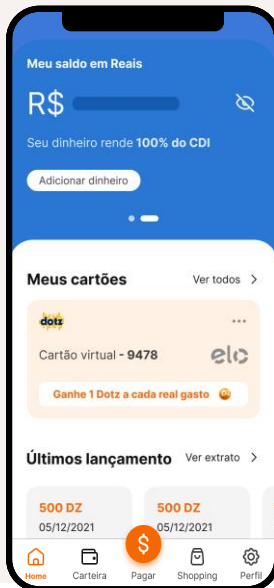 Meu saldo em Reais
R$
Seu dinheiro rende 100% do CDI
Adicionar dinheiro
Meus cartões Ver todos >
dotz
Cartão virtual - 9478 elo
Ganhe 1 Dotz a cada real gasto
Últimos lançamento Ver extrato >
500 DZ 500 DZ
05/12/2021 05/12/2021
$
Home Carteira Pagar Shopping Perfil